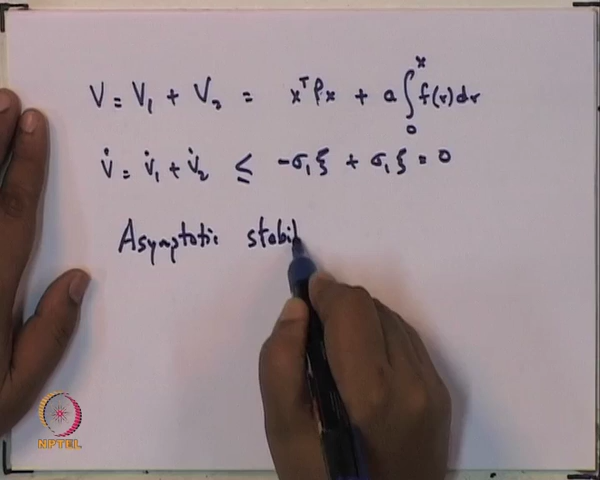 V = V₁ + V₂ = xᵀPx + a∫₀ˣ f(r)dr
V̇ = V̇₁ + V̇₂ ≤ -σ₁ξ + σ₁ξ = 0
Asymptotic stabil
NPTEL